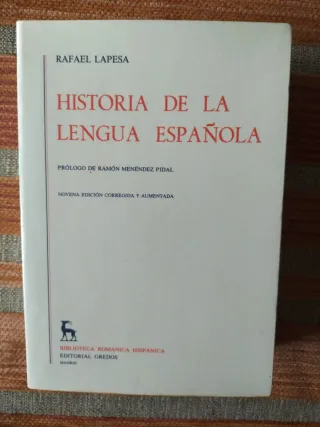 RAFAEL LAPESA
HISTORIA DE LA
LENGUA ESPAÑOLA
PRÓLOGO DE RAMÓN MENÉNDEZ PIDAL
NOVENA EDICIÓN CORREGIDA Y AUMENTADA
BIBLIOTECA ROMÁNICA HISPÁNICA
EDITORIAL GREDOS
MADRID